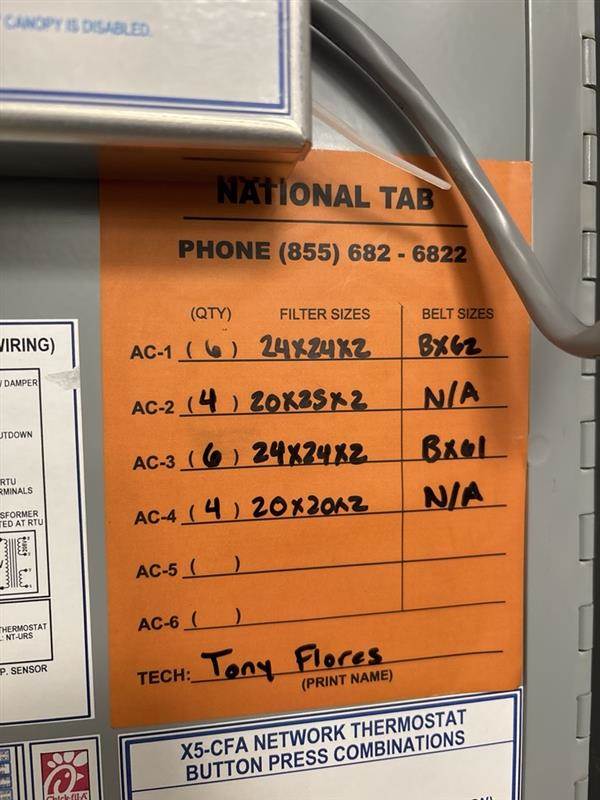 CANOPY IS DISABLED.
NATIONAL TAB
PHONE (855) 682 - 6822
(QTY) FILTER SIZES BELT SIZES
AC-1 (6) 24X24X2 BX62
AC-2 (4) 20X25X2 N/A
AC-3 (6) 24X24X2 BX61
AC-4 (4) 20X20X2 N/A
AC-5 ( )
AC-6 ( )
TECH: Tony Flores
(PRINT NAME)
WIRING)
/ DAMPER
RTU
TED AT RTU
THERMOSTAT
: NT-URS
P. SENSOR
X5-CFA NETWORK THERMOSTAT
BUTTON PRESS COMBINATIONS
Chick-fil-A